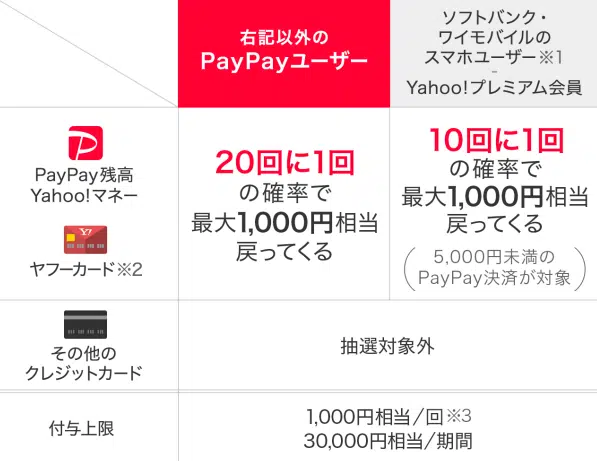 右記以外の
PayPayユーザー
ソフトバンク・
ワイモバイルの
スマホユーザー※1
-
Yahoo!プレミアム会員
PayPay残高
Yahoo!マネー
Y!
ヤフーカード※2
20回に1回
の確率で
最大1,000円相当
戻ってくる
10回に1回
の確率で
最大1,000円相当
戻ってくる
(5,000円未満の
PayPay決済が対象)
その他の
クレジットカード
抽選対象外
付与上限
1,000円相当/回※3
30,000円相当/期間